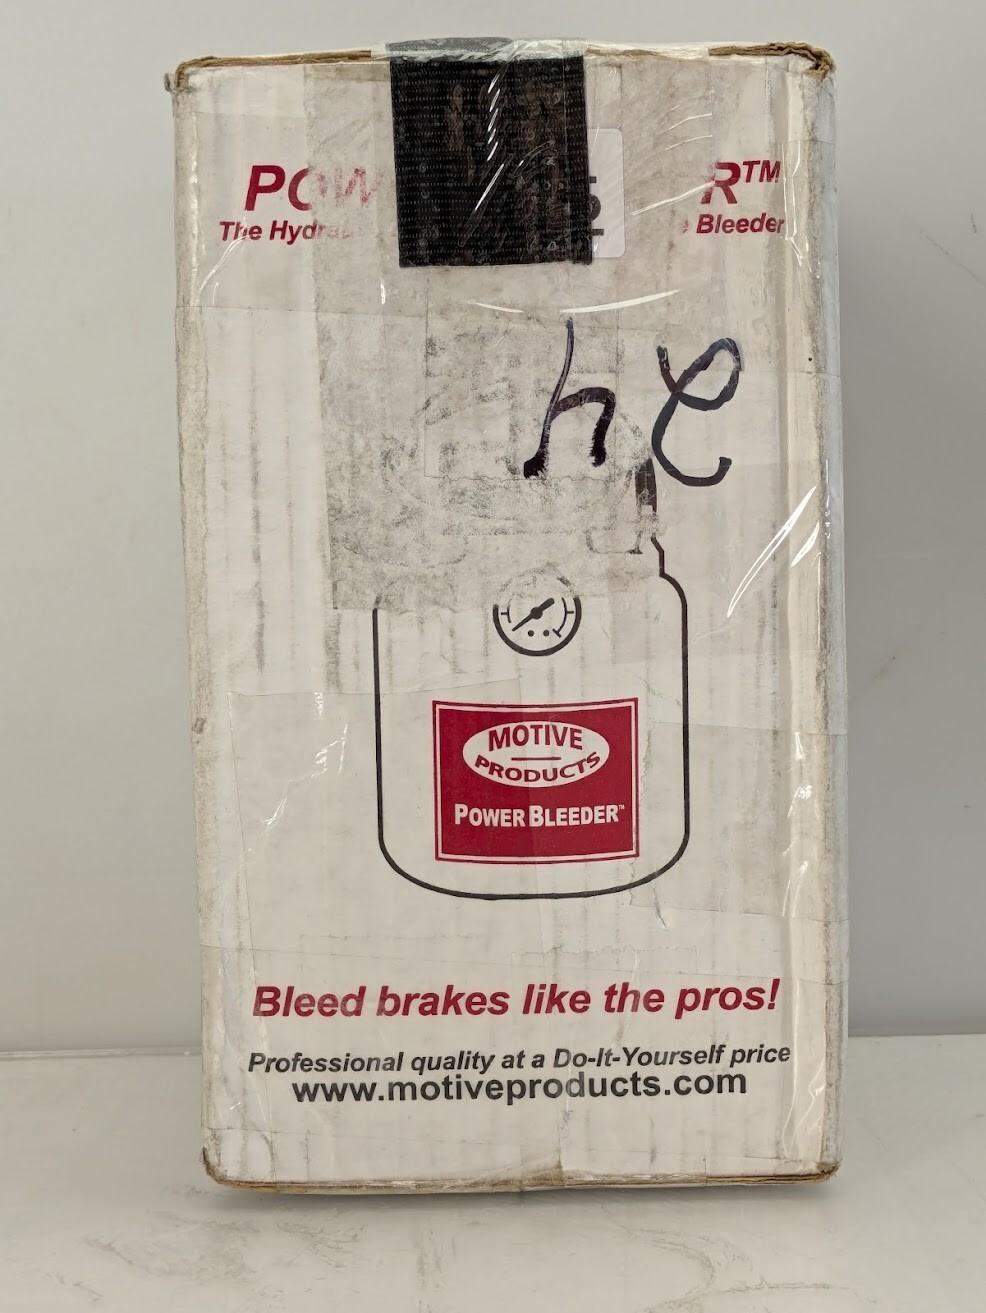 POW R™
The Hydra Bleeder
MOTIVE
PRODUCTS
POWER BLEEDER™
Bleed brakes like the pros!
Professional quality at a Do-It-Yourself price
www.motiveproducts.com